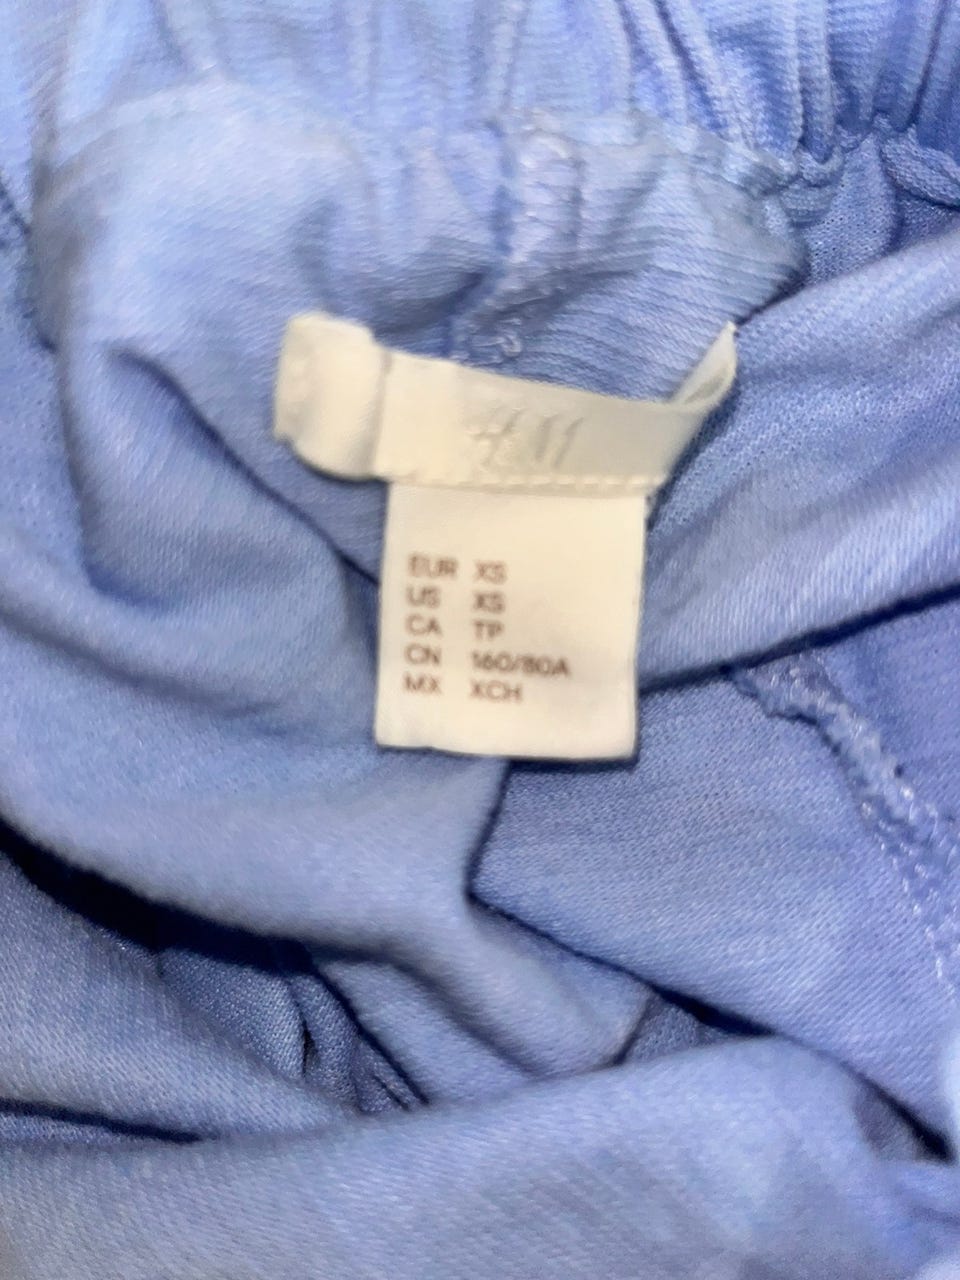 H&M
EUR XS
US XS
CA TP
CN 160/80A
MX XCH